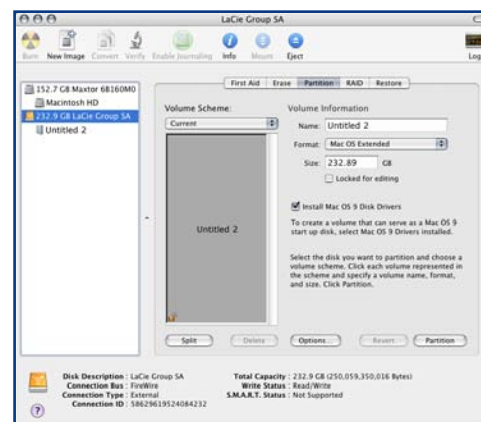 LaCie Group SA
Burn New Image Convert Verify Enable Journaling Info Mount Eject Log
152.7 GB Maxtor 6B160M0
Macintosh HD
232.9 GB LaCie Group SA
Untitled 2
First Aid Erase Partition RAID Restore
Volume Scheme:
Current
Untitled 2
Split Delete
Volume Information
Name: Untitled 2
Format: Mac OS Extended
Size: 232.89 GB
Locked for editing
Install Mac OS 9 Disk Drivers
To create a volume that can serve as a Mac OS 9
start up disk, select Mac OS 9 Drivers installed.
Select the disk you want to partition and choose a
volume scheme. Click each volume represented in
the scheme and specify a volume name, format,
and size. Click Partition.
Options... Revert Partition
Disk Description : LaCie Group SA
Connection Bus : FireWire
Connection Type : External
Connection ID : 58629619524084232
Total Capacity : 232.9 GB (250,059,350,016 Bytes)
Write Status : Read/Write
S.M.A.R.T. Status : Not Supported
?